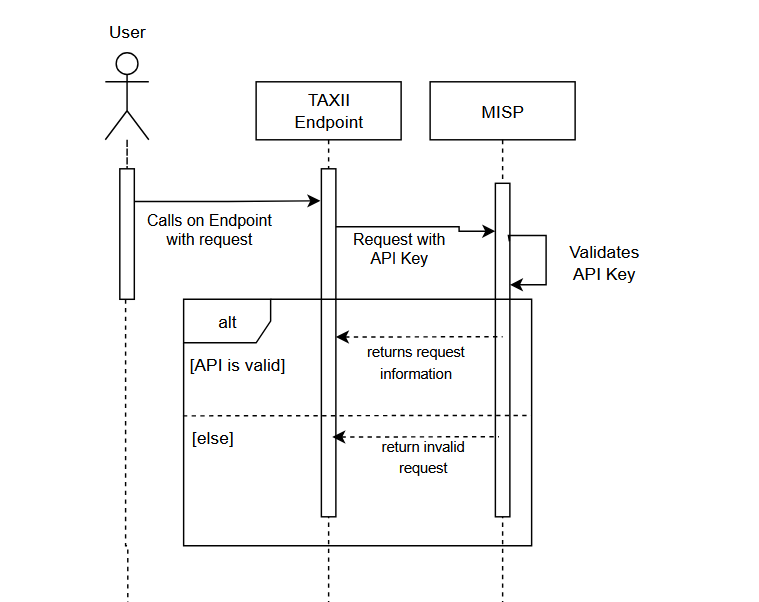 User
TAXII
Endpoint
MISP
Calls on Endpoint
with request
Request with
API Key
Validates
API Key
alt
[API is valid]
returns request
information
[else]
return invalid
request